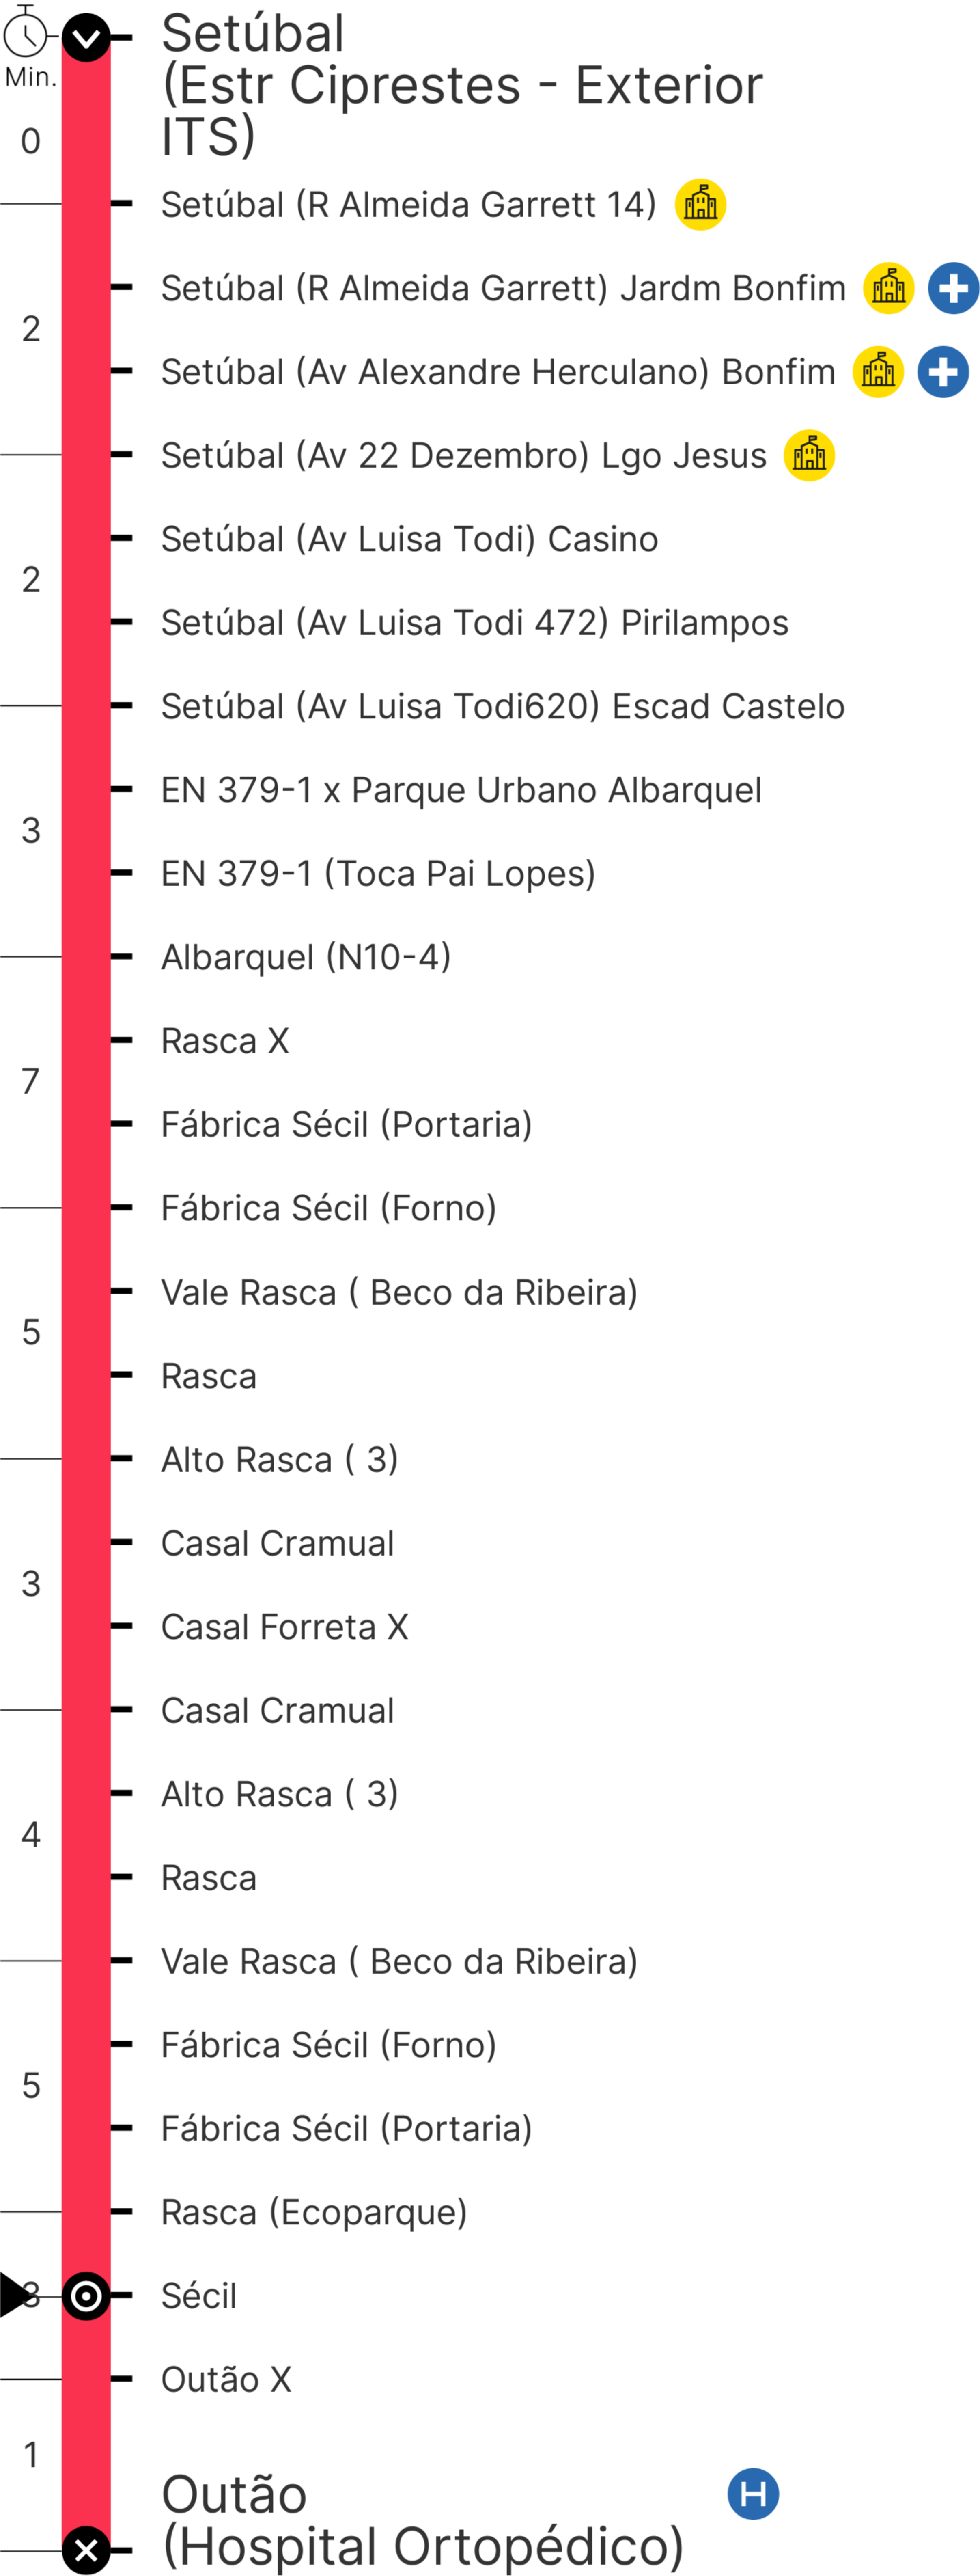 Setúbal
Min.
(Estr Ciprestes - Exterior
ITS)
0
Setúbal (R Almeida Garrett 14)
Setúbal (R Almeida Garrett) Jardm Bonfim
2
Setúbal (Av Alexandre Herculano) Bonfim
Setúbal (Av 22 Dezembro) Lgo Jesus
Setúbal (Av Luisa Todi) Casino
2
Setúbal (Av Luisa Todi 472) Pirilampos
Setúbal (Av Luisa Todi620) Escad Castelo
EN 379-1 x Parque Urbano Albarquel
3
EN 379-1 (Toca Pai Lopes)
Albarquel (N10-4)
Rasca X
7
Fábrica Sécil (Portaria)
Fábrica Sécil (Forno)
Vale Rasca ( Beco da Ribeira)
5
Rasca
Alto Rasca ( 3)
Casal Cramual
3
Casal Forreta X
Casal Cramual
Alto Rasca ( 3)
4
Rasca
Vale Rasca ( Beco da Ribeira)
Fábrica Sécil (Forno)
5
Fábrica Sécil (Portaria)
Rasca (Ecoparque)
Sécil
Outão X
1
Outão
H
(Hospital Ortopédico)